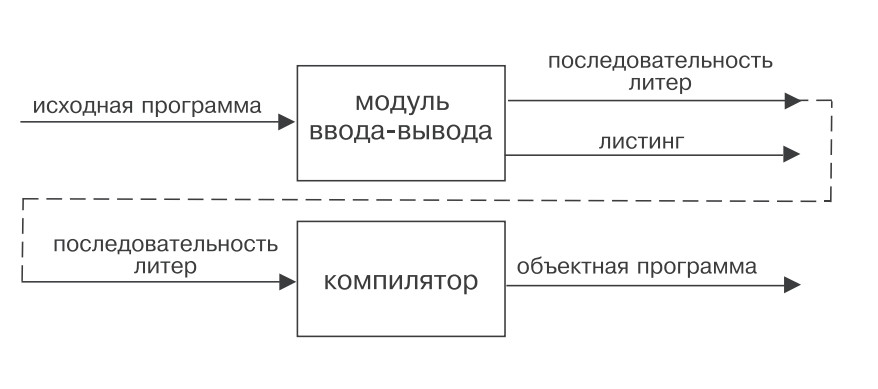 последовательность
литер
исходная программа
модуль
ввода-вывода
листинг
последовательность
литер
компилятор
объектная программа